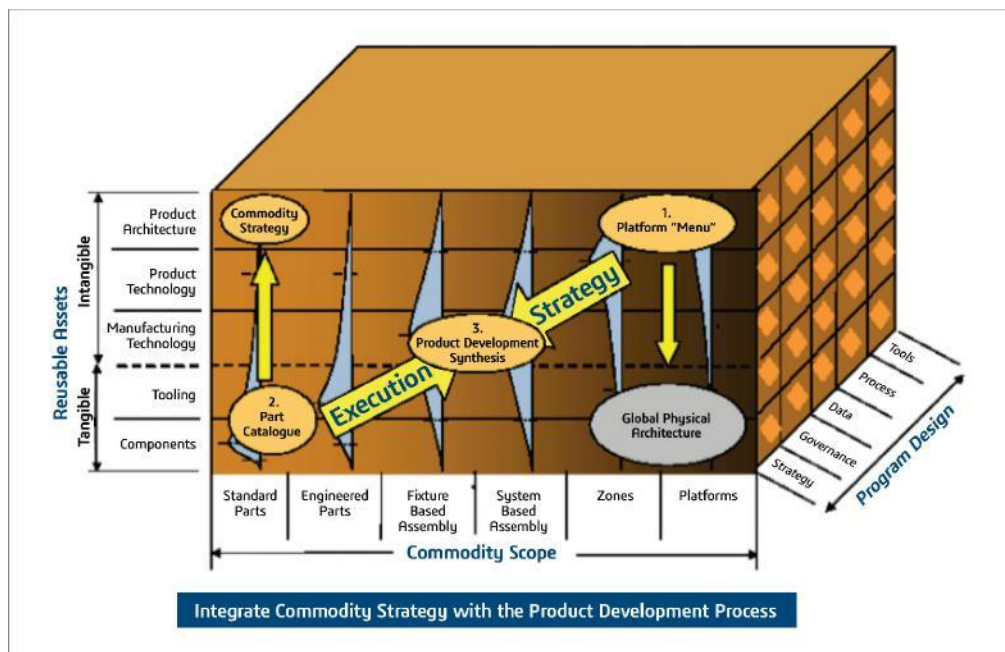 Reusable Assets
Intangible
Tangible
Product
Architecture
Product
Technology
Manufacturing
Technology
Tooling
Components
Commodity
Strategy
1.
Platform "Menu"
Strategy
3.
Product Development
Synthesis
Execution
2.
Part
Catalogue
Global Physical
Architecture
Standard
Parts
Engineered
Parts
Fixture
Based
Assembly
System
Based
Assembly
Zones
Platforms
Commodity Scope
Tools
Process
Data
Governance
Strategy
Program Design
Integrate Commodity Strategy with the Product Development Process